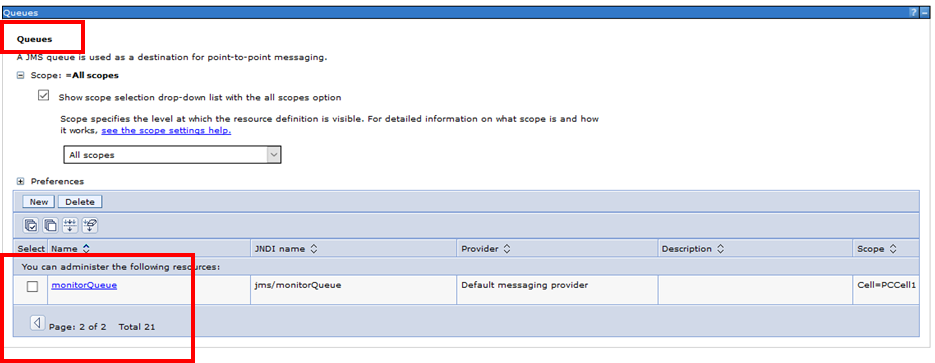 Queues
? –
Queues
A JMS queue is used as a destination for point-to-point messaging.
Scope: =All scopes
Show scope selection drop-down list with the all scopes option
Scope specifies the level at which the resource definition is visible. For detailed information on what scope is and how
it works, see the scope settings help.
All scopes
Preferences
New Delete
Select Name JNDI name Provider Description Scope
You can administer the following resources:
monitorQueue jms/monitorQueue Default messaging provider Cell=PCCell1
Page: 2 of 2 Total 21